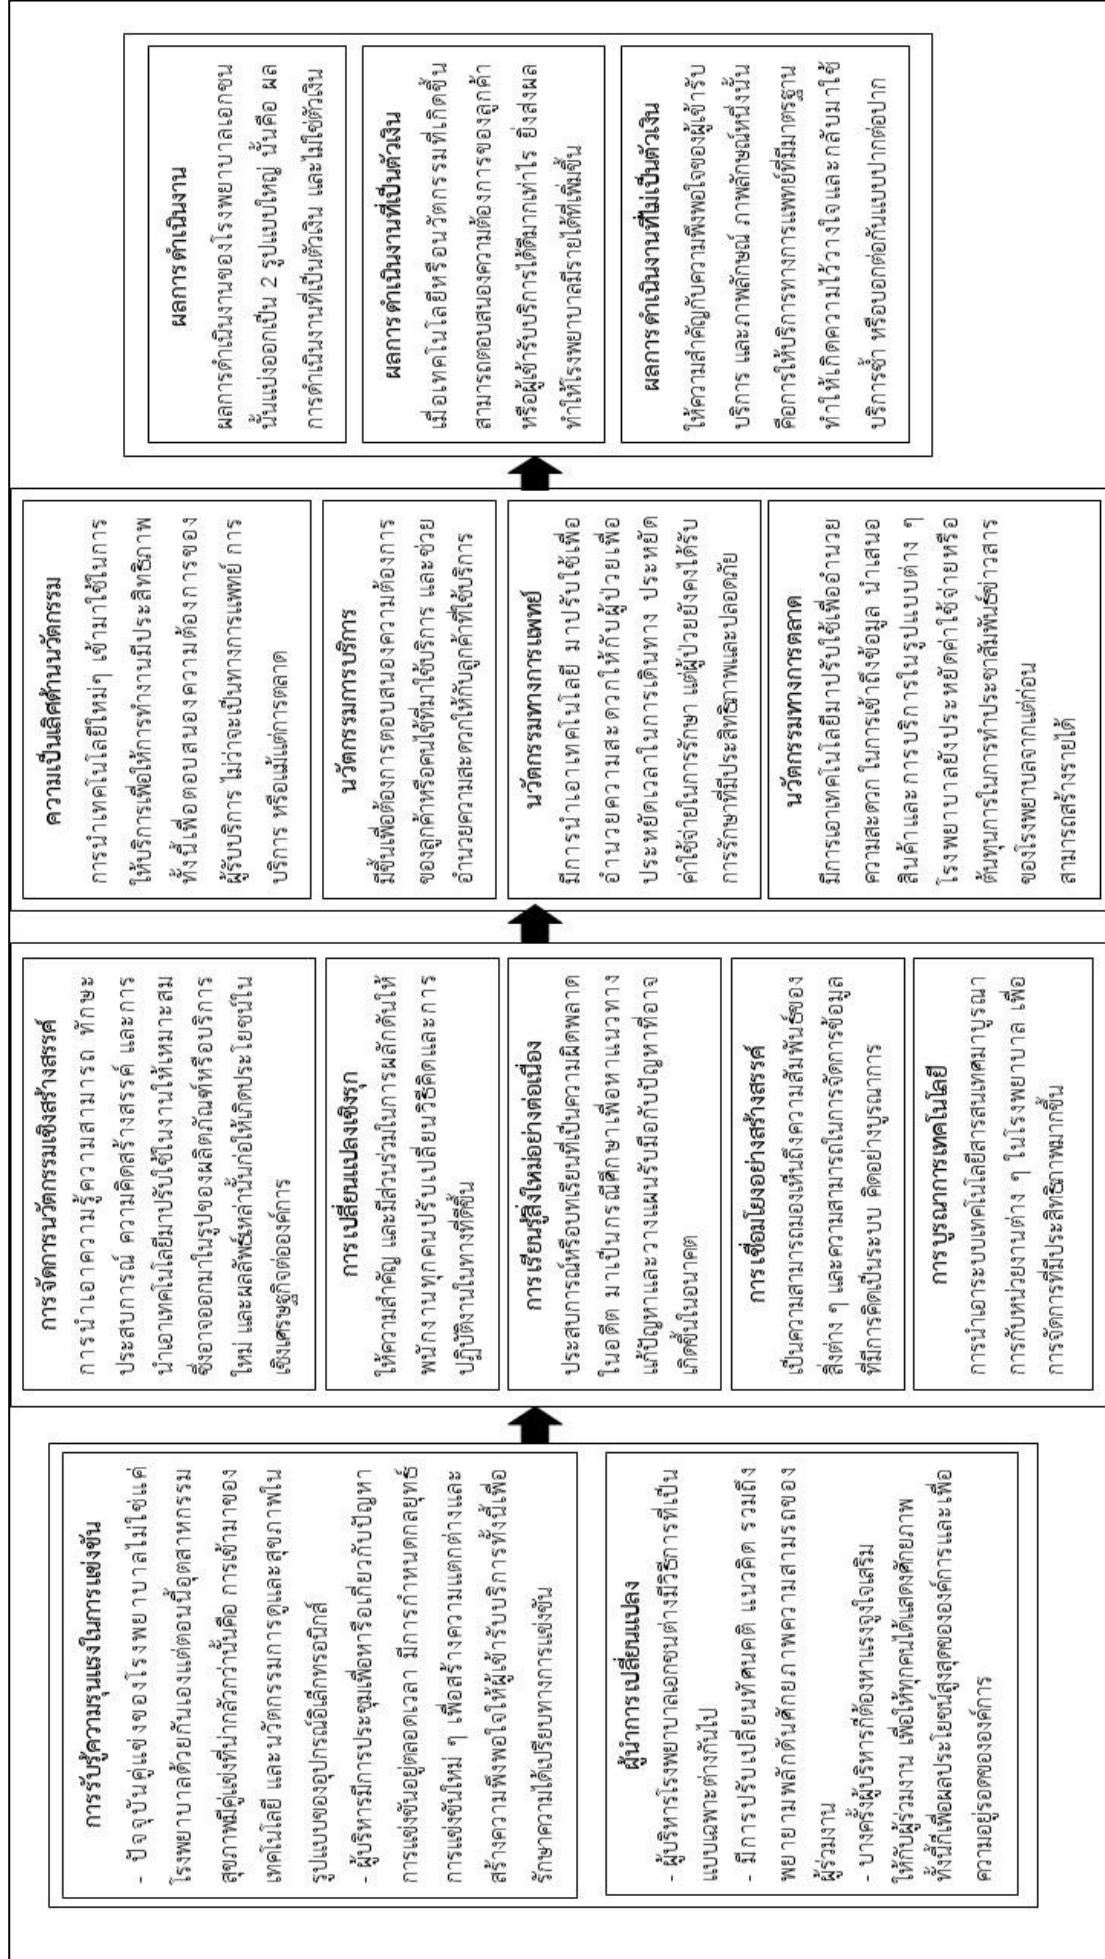 การรับรู้ความรุนแรงในการแข่งขัน
- ปัจจุบันคู่แข่งของโรงพยาบาลไม่ใช่แค่
โรงพยาบาลด้วยกันเองแต่ตอนนี้อุตสาหกรรม
สุขภาพมีคู่แข่งที่น่ากลัวกว่านั้นคือ การเข้ามาของ
เทคโนโลยี และนวัตกรรมการดูและสุขภาพใน
รูปแบบของอุปกรณ์อิเล็กทรอนิกส์
- ผู้บริหารมีการประชุมเพื่อหารือเกี่ยวกับปัญหา
การแข่งขันอยู่ตลอดเวลา มีการกำหนดกลยุทธ์
การแข่งขันใหม่ ๆ เพื่อสร้างความแตกต่างและ
สร้างความพึงพอใจให้ผู้เข้ารับบริการทั้งนี้เพื่อ
รักษาความได้เปรียบทางการแข่งขัน
ผู้นำการเปลี่ยนแปลง
- ผู้บริหารโรงพยาบาลเอกชนต่างมีวิธีการที่เป็น
แบบเฉพาะต่างกันไป
- มีการปรับเปลี่ยนทัศนคติ แนวคิด รวมถึง
พยายามพลักดันศักยภาพความสามรถของ
ผู้ร่วมงาน
- บางครั้งผู้บริหารก็ต้องหาแรงจูงใจเสริม
ให้กับผู้ร่วมงาน เพื่อให้ทุกคนได้แสดงศักยภาพ
ทั้งนี้ก็เพื่อผลประโยชน์สูงสุดขององค์การและเพื่อ
ความอยู่รอดขององค์การ
การจัดการนวัตกรรมเชิงสร้างสรรค์
การนำเอาความรู้ความสามารถ ทักษะ
ประสบการณ์ ความคิดสร้างสรรค์ และการ
นำเอาเทคโนโลยีมาปรับใช้ในงานให้เหมาะสม
ซึ่งอาจออกมาในรูปของผลิตภัณฑ์หรือบริการ
ใหม่ และผลลัพธ์เหล่านั้นก่อให้เกิดประโยชน์ใน
เชิงเศรษฐกิจต่อองค์การ
การเปลี่ยนแปลงเชิงรุก
ให้ความสำคัญ และมีส่วนร่วมในการผลักดันให้
พนักงานทุกคนปรับเปลี่ยนวิธีคิดและการ
ปฏิบัติงานในทางที่ดีขึ้น
การเรียนรู้สิ่งใหม่อย่างต่อเนื่อง
ประสบการณ์หรือบทเรียนที่เป็นความผิดพลาด
ในอดีต มาเป็นกรณีศึกษาเพื่อหาแนวทาง
แก้ปัญหาและวางแผนรับมือกับปัญหาที่อาจ
เกิดขึ้นในอนาคต
การเชื่อมโยงอย่างสร้างสรรค์
เป็นความสามารถมองเห็นถึงความสัมพันธ์ของ
สิ่งต่าง ๆ และความสามารถในการจัดการข้อมูล
ที่มีการคิดเป็นระบบ คิดอย่างบูรณาการ
การบูรณาการเทคโนโลยี
การนำเอาระบบเทคโนโลยีสารสนเทศมาบูรณา
การกับหน่วยงานต่าง ๆ ในโรงพยาบาล เพื่อ
การจัดการที่มีประสิทธิภาพมากขึ้น
ความเป็นเลิศด้านนวัตกรรม
การนำเทคโนโลยีใหม่ๆ เข้ามาใช้ในการ
ให้บริการเพื่อให้การทำงานมีประสิทธิภาพ
ทั้งนี้เพื่อตอบสนองความต้องการของ
ผู้รับบริการ ไม่ว่าจะเป็นทางการแพทย์ การ
บริการ หรือแม้แต่การตลาด
นวัตกรรมการบริการ
มีขึ้นเพื่อต้องการตอบสนองความต้องการ
ของลูกค้าหรือคนไข้ที่มาใช้บริการ และช่วย
อำนวยความสะดวกให้กับลูกค้าที่ใช้บริการ
นวัตกรรมทางการแพทย์
มีการนำเอาเทคโนโลยี มาปรับใช้เพื่อ
อำนวยความสะดวกให้กับผู้ป่วยเพื่อ
ประหยัดเวลาในการเดินทาง ประหยัด
ค่าใช้จ่ายในการรักษา แต่ผู้ป่วยยังคงได้รับ
การรักษาที่มีประสิทธิภาพและปลอดภัย
นวัตกรรมทางการตลาด
มีการเอาเทคโนโลยีมาปรับใช้เพื่ออำนวย
ความสะดวก ในการเข้าถึงข้อมูล นำเสนอ
สินค้าและการบริการในรูปแบบต่าง ๆ
โรงพยาบาลยังประหยัดค่าใช้จ่ายหรือ
ต้นทุนการในการทำประชาสัมพันธ์ข่าวสาร
ของโรงพยาบาลจากแต่ก่อน
สามารถสร้างรายได้
ผลการดำเนินงาน
ผลการดำเนินงานของโรงพยาบาลเอกชน
นั้นแบ่งออกเป็น 2 รูปแบบใหญ่ นั้นคือ ผล
การดำเนินงานที่เป็นตัวเงิน และไม่ใช่ตัวเงิน
ผลการดำเนินงานที่เป็นตัวเงิน
เมื่อเทคโนโลยีหรือนวัตกรรมที่เกิดขึ้น
สามารถตอบสนองความต้องการของลูกค้า
หรือผู้เข้ารับบริการได้ดีมากเท่าไร ยิ่งส่งผล
ทำให้โรงพยาบาลมีรายได้ที่เพิ่มขึ้น
ผลการดำเนินงานที่ไม่เป็นตัวเงิน
ให้ความสำคัญกับความพึงพอใจของผู้เข้ารับ
บริการ และภาพลักษณ์ ภาพลักษณ์หนึ่งนั้น
คือการให้บริการทางการแพทย์ที่มีมาตรฐาน
ทำให้เกิดความไว้วางใจและกลับมาใช้
บริการซ้ำ หรือบอกต่อกันแบบปากต่อปาก